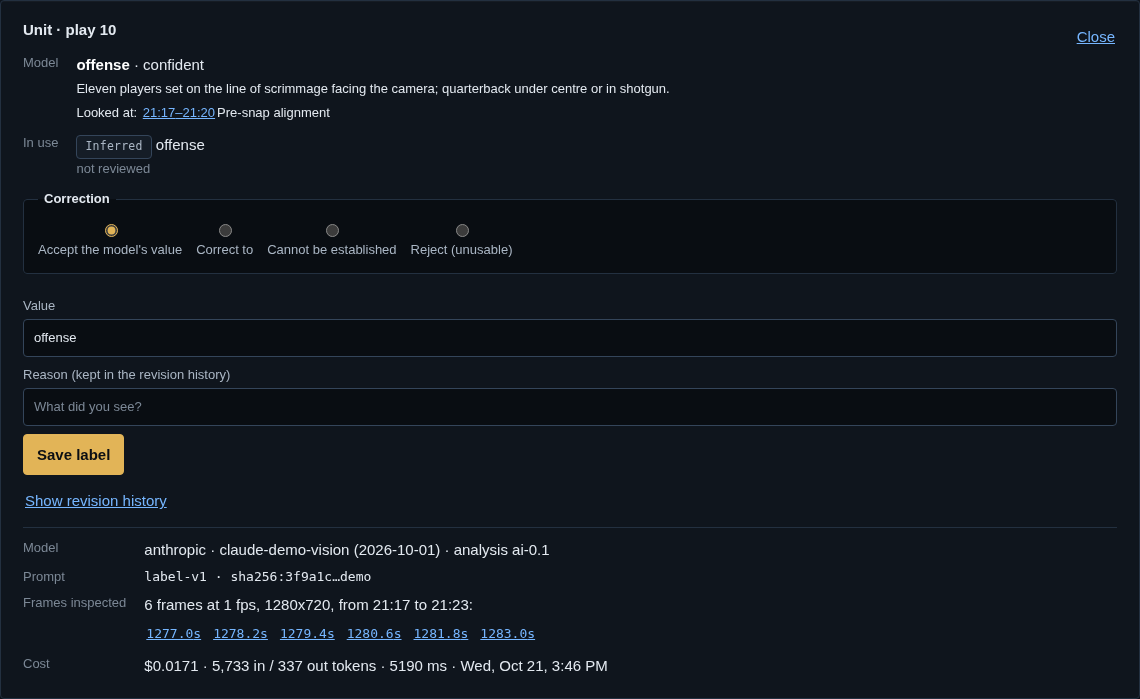 Unit · play 10
Close
Model
offense · confident
Eleven players set on the line of scrimmage facing the camera; quarterback under centre or in shotgun.
Looked at: 21:17–21:20 Pre-snap alignment
In use
Inferred offense
not reviewed
Correction
Accept the model's value
Correct to
Cannot be established
Reject (unusable)
Value
offense
Reason (kept in the revision history)
What did you see?
Save label
Show revision history
Model
anthropic · claude-demo-vision (2026-10-01) · analysis ai-0.1
Prompt
label-v1 · sha256:3f9a1c…demo
Frames inspected
6 frames at 1 fps, 1280x720, from 21:17 to 21:23:
1277.0s 1278.2s 1279.4s 1280.6s 1281.8s 1283.0s
Cost
$0.0171 · 5,733 in / 337 out tokens · 5190 ms · Wed, Oct 21, 3:46 PM